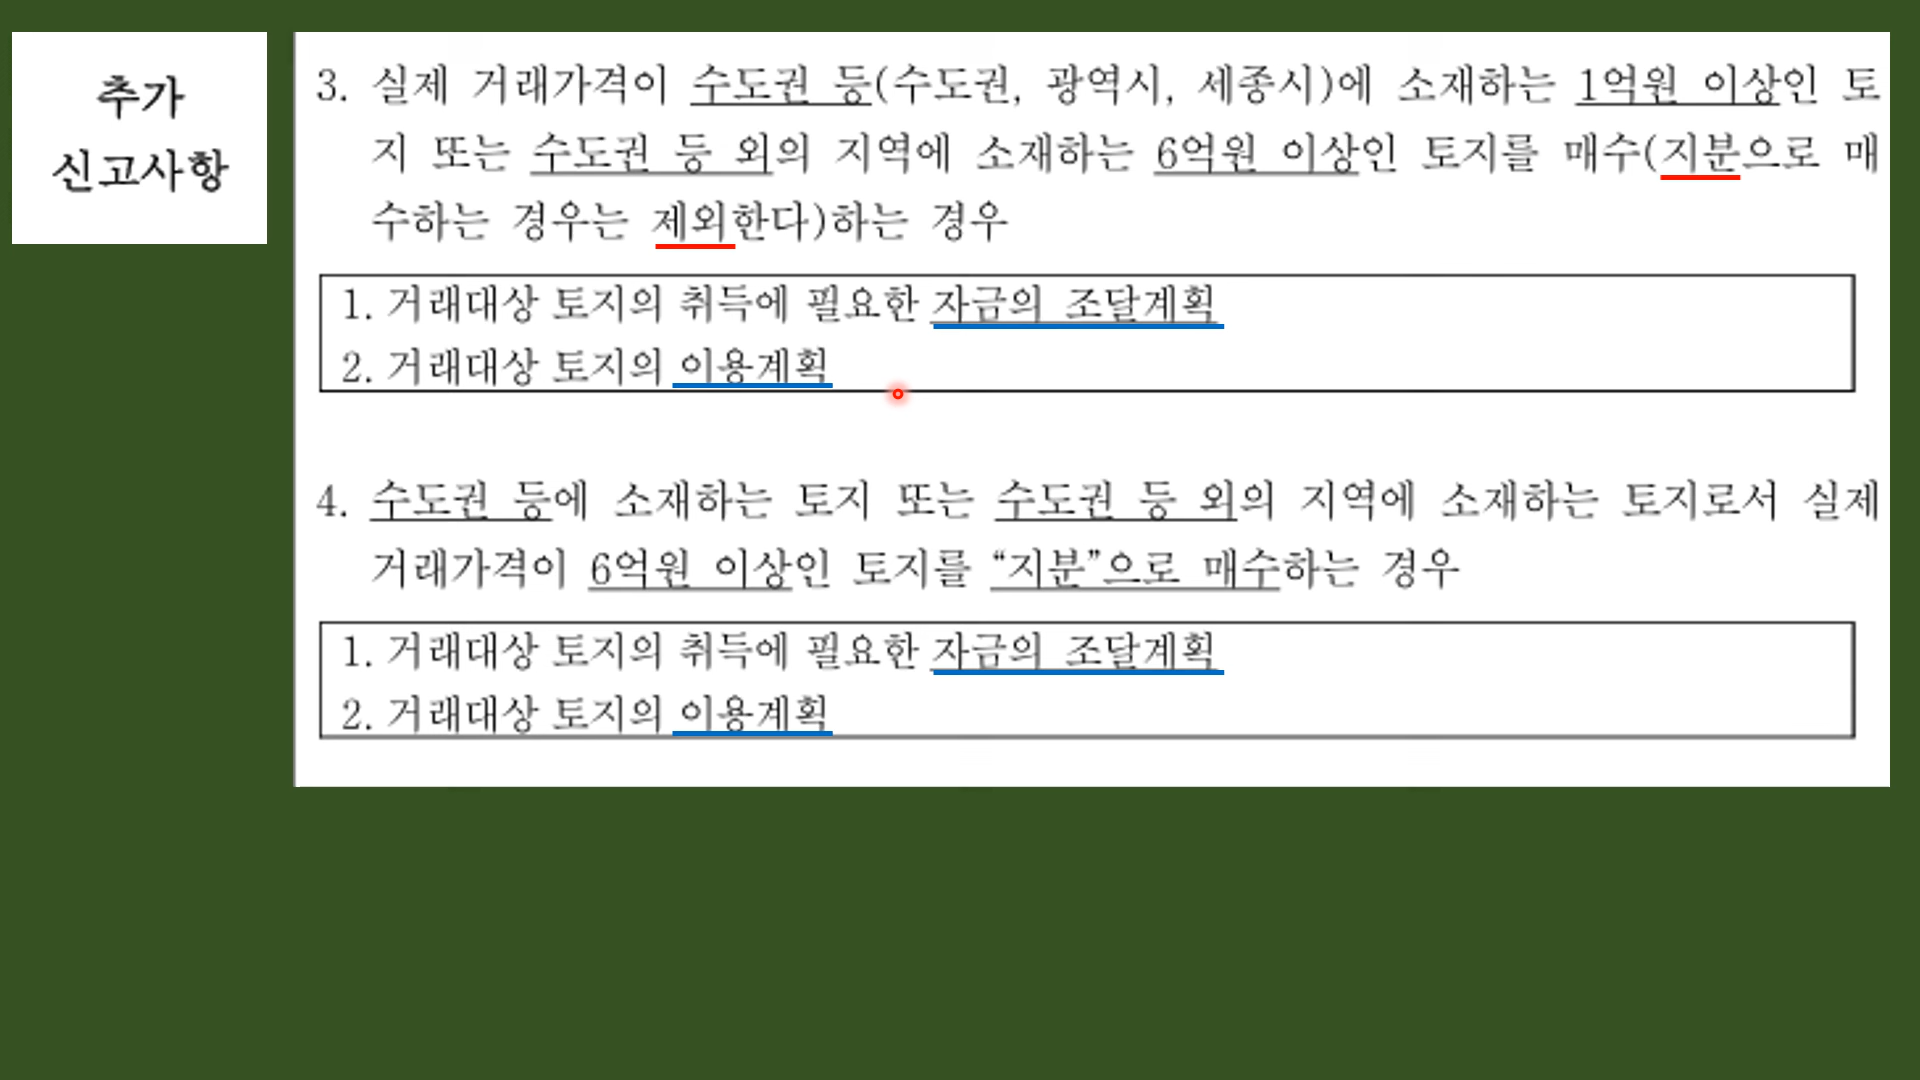 추가
신고사항
3. 실제 거래가격이 수도권 등(수도권, 광역시, 세종시)에 소재하는 1억원 이상인 토
지 또는 수도권 등 외의 지역에 소재하는 6억원 이상인 토지를 매수(지분으로 매
수하는 경우는 제외한다)하는 경우
1. 거래대상 토지의 취득에 필요한 자금의 조달계획
2. 거래대상 토지의 이용계획
4. 수도권 등에 소재하는 토지 또는 수도권 등 외의 지역에 소재하는 토지로서 실제
거래가격이 6억원 이상인 토지를 “지분”으로 매수하는 경우
1. 거래대상 토지의 취득에 필요한 자금의 조달계획
2. 거래대상 토지의 이용계획